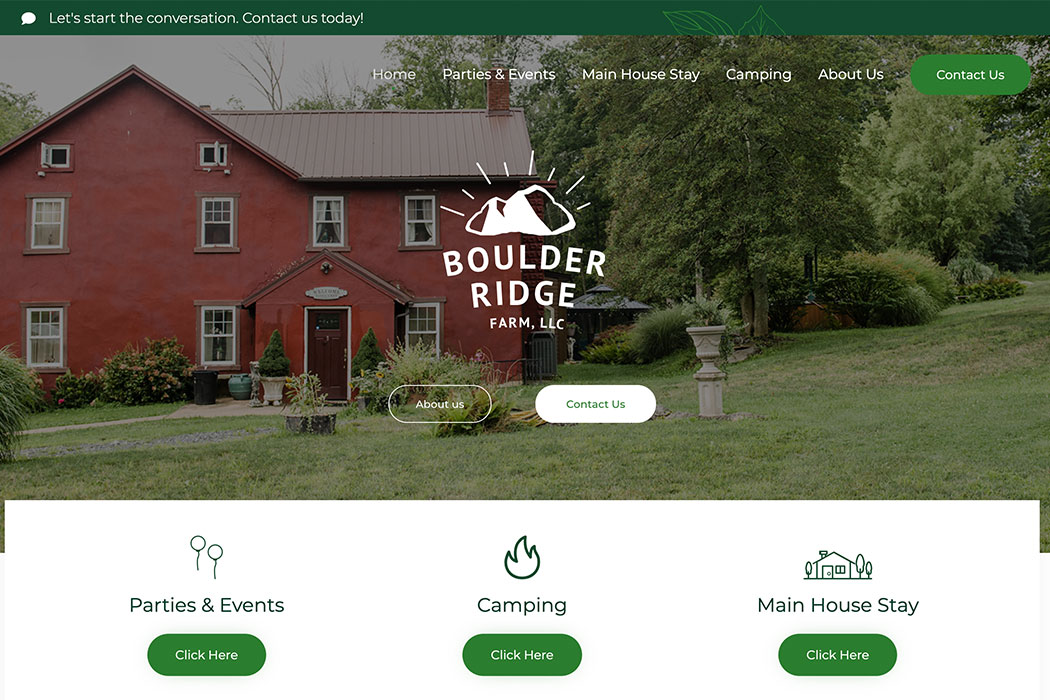 Let's start the conversation. Contact us today!
Home Parties & Events Main House Stay Camping About Us Contact Us
BOULDER
RIDGE
FARM, LLC
WELCOME
About us Contact Us
Parties & Events Camping Main House Stay
Click Here Click Here Click Here